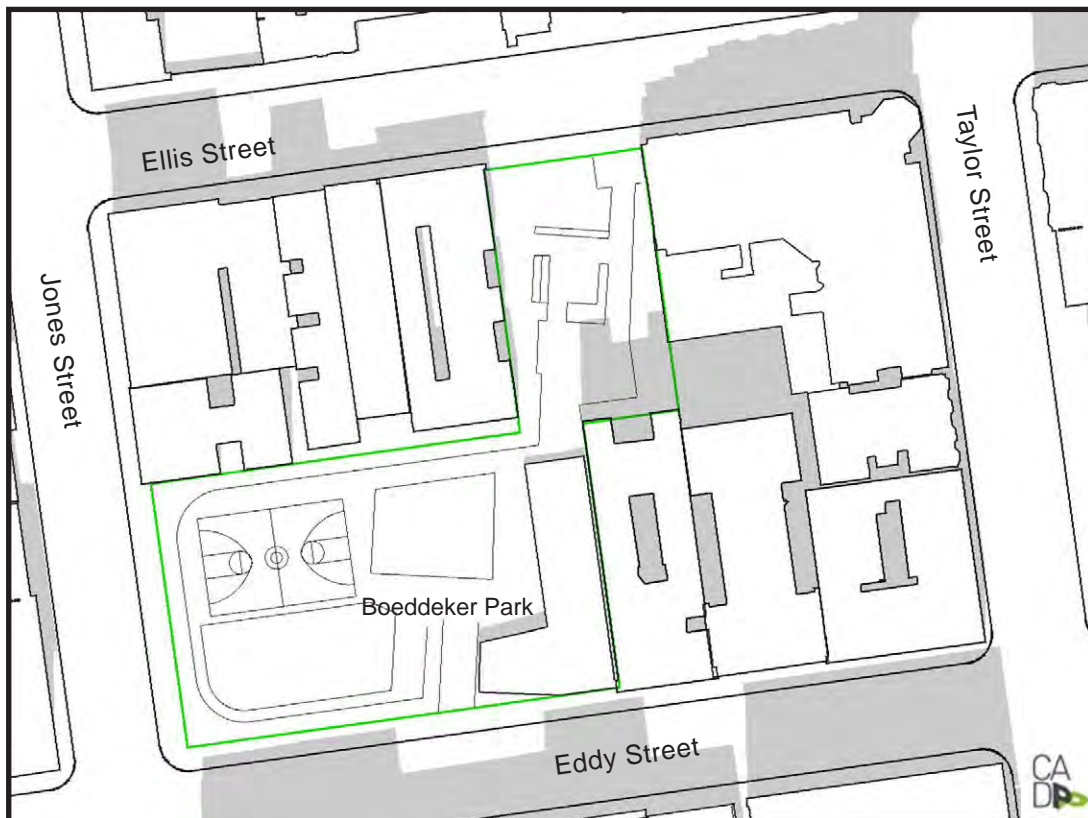 Ellis Street
Taylor Street
Jones Street
Boeddeker Park
Eddy Street
CA
DP